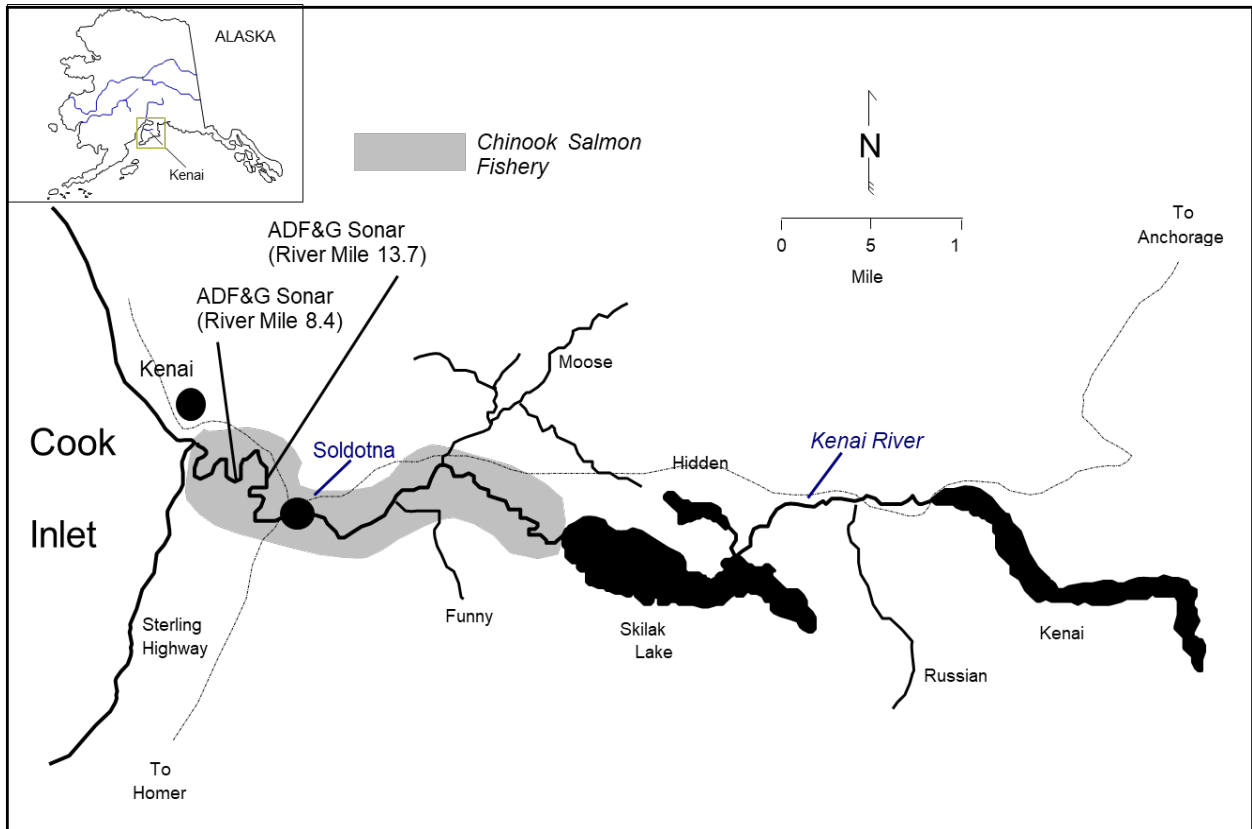 ALASKA
Kenai
Chinook Salmon
Fishery
N
0 5 1
Mile
To
Anchorage
ADF&G Sonar
(River Mile 13.7)
ADF&G Sonar
(River Mile 8.4)
Kenai
Moose
Cook
Inlet
Soldotna
Kenai River
Hidden
Sterling
Highway
Funny
Skilak
Lake
Russian
Kenai
To
Homer